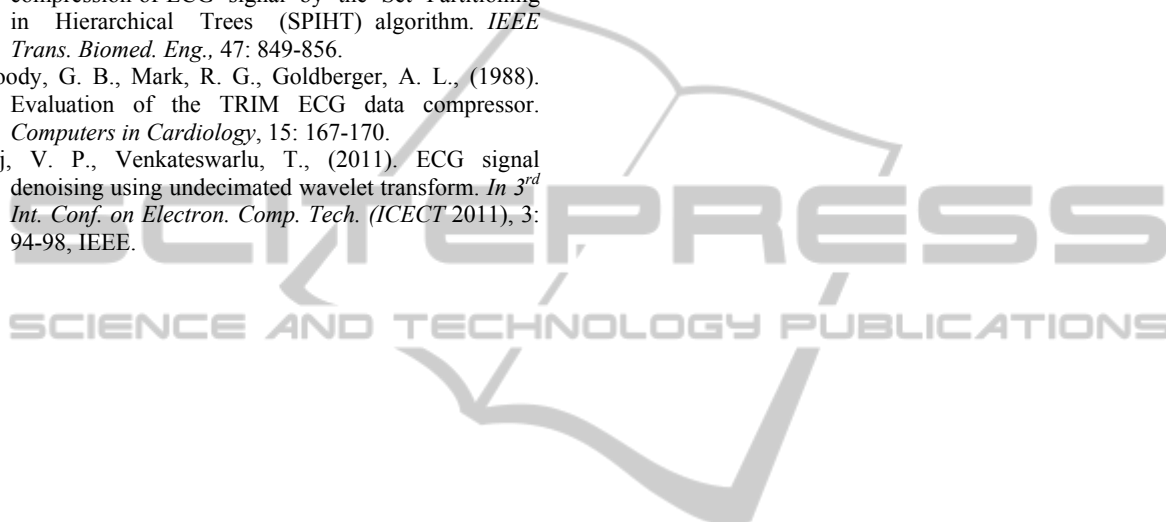 compression of ECG signal by the Set Partitioning
in Hierarchical Trees (SPIHT) algorithm. IEEE
Trans. Biomed. Eng., 47: 849-856.
oody, G. B., Mark, R. G., Goldberger, A. L., (1988).
Evaluation of the TRIM ECG data compressor.
Computers in Cardiology, 15: 167-170.
j, V. P., Venkateswarlu, T., (2011). ECG signal
denoising using undecimated wavelet transform. In 3rd
Int. Conf. on Electron. Comp. Tech. (ICECT 2011), 3:
94-98, IEEE.
SCITEPRESS
SCIENCE AND TECHNOLOGY PUBLICATIONS